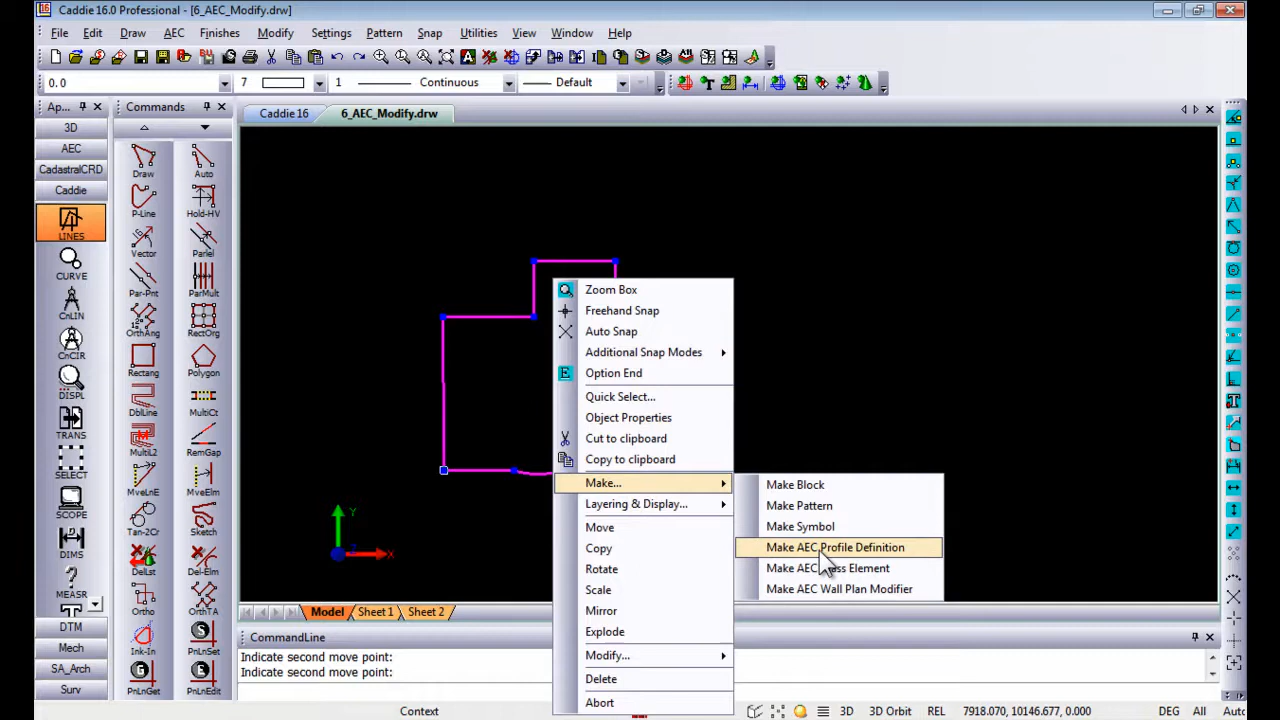 Caddie 16.0 Professional - [6_AEC_Modify.drw]
File Edit Draw AEC Finishes Modify Settings Pattern Snap Utilities View Window Help
0.0 7 1 Continuous Default
Ap... Commands Caddie 16 6_AEC_Modify.drw
3D
AEC
CadastralCRD
Caddie
LINES
CURVE
CnLIN
CnCIR
DISPL
TRANS
SELECT
SCOPE
DIMS
MEASR
T
DTM
Mech
SA_Arch
Surv
Draw Auto
P-Line Hold-HV
Vector Parlel
Par-Pnt ParMult
OrthAng RectOrg
Rectang Polygon
DblLine MultiCt
MultiL2 RemGap
MveLnE MveElm
Tan-2Cr Sketch
DelLst Del-Elm
Ortho OrthTA
Ink-In PnLnSet
PnLnGet PnLnEdit
Zoom Box
Freehand Snap
Auto Snap
Additional Snap Modes
E Option End
Quick Select...
Object Properties
Cut to clipboard
Copy to clipboard
Make...
Layering & Display...
Move
Copy
Rotate
Scale
Mirror
Explode
Modify...
Delete
Abort
Make Block
Make Pattern
Make Symbol
Make AEC Profile Definition
Make AEC Mass Element
Make AEC Wall Plan Modifier
Y
Z X
Model Sheet 1 Sheet 2
CommandLine
Indicate second move point:
Indicate second move point:
Context 3D 3D Orbit REL 7918.070, 10146.677, 0.000 DEG All Auto